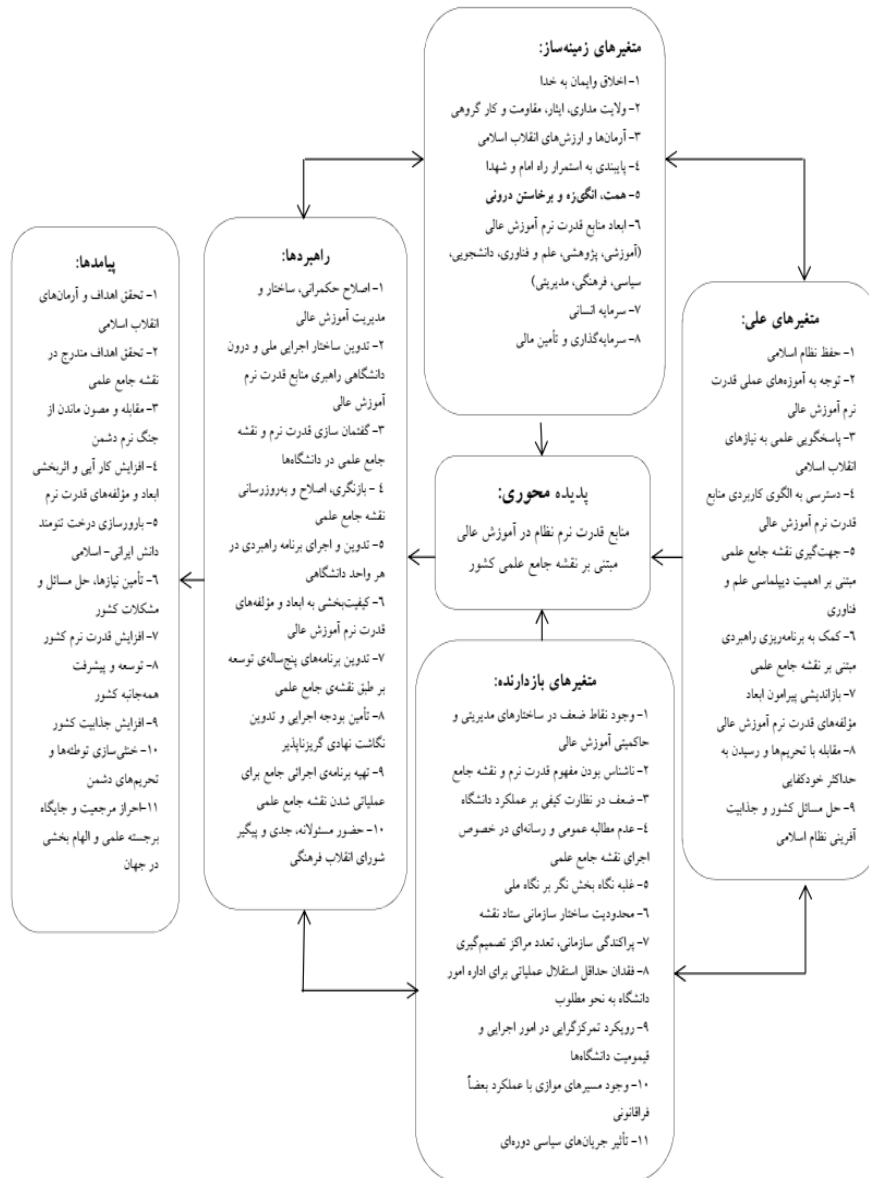 متغیرهای زمینه‌ساز:
۱- اخلاق وایمان به خدا
۲- ولایت مداری، ایثار، مقاومت و کار گروهی
۳- آرمان‌ها و ارزش‌های انقلاب اسلامی
۴- پایبندی به استمرار راه امام و شهدا
۵- همت، انگی‌زه و برخاستن درونی
۶- ابعاد منابع قدرت نرم آموزش عالی
(آموزشی، پژوهشی، علم و فناوری، دانشجویی،
سیاسی، فرهنگی، مدیریتی)
۷- سرمایه انسانی
۸- سرمایه‌گذاری و تأمین مالی
متغیرهای علی:
۱- حفظ نظام اسلامی
۲- توجه به آموزه‌های عملی قدرت
نرم آموزش عالی
۳- پاسخگویی علمی به نیازهای
انقلاب اسلامی
۴- دسترسی به الگوی کاربردی منابع
قدرت نرم آموزش عالی
۵- جهت‌گیری نقشه جامع علمی
مبتنی بر اهمیت دیپلماسی علم و
فناوری
۶- کمک به برنامه‌ریزی راهبردی
مبتنی بر نقشه جامع علمی
۷- بازاندیشی پیرامون ابعاد
مؤلفه‌های قدرت نرم آموزش عالی
۸- مقابله با تحریم‌ها و رسیدن به
حداکثر خودکفایی
۹- حل مسائل کشور و جذابیت
آفرینی نظام اسلامی
پدیده محوری:
منابع قدرت نرم نظام در آموزش عالی
مبتنی بر نقشه جامع علمی کشور
متغیرهای بازدارنده:
۱- وجود نقاط ضعف در ساختارهای مدیریتی و
حاکمیتی آموزش عالی
۲- ناشناس بودن مفهوم قدرت نرم و نقشه جامع
۳- ضعف در نظارت کیفی بر عملکرد دانشگاه
۴- عدم مطالبه عمومی و رسانه‌ای در خصوص
اجرای نقشه جامع علمی
۵- غلبه نگاه بخش نگر بر نگاه ملی
۶- محدودیت ساختار سازمانی ستاد نقشه
۷- پراکندگی سازمانی، تعدد مراکز تصمیم‌گیری
۸- فقدان حداقل استقلال عملیاتی برای اداره امور
دانشگاه به نحو مطلوب
۹- رویکرد تمرکزگرایی در امور اجرایی و
قیمومیت دانشگاه‌ها
۱۰- وجود مسیرهای موازی با عملکرد بعضاً
فراقانونی
۱۱- تأثیر جریان‌های سیاسی دوره‌ای
راهبردها:
۱- اصلاح حکمرانی، ساختار و
مدیریت آموزش عالی
۲- تدوین ساختار اجرایی ملی و درون
دانشگاهی راهبری منابع قدرت نرم
آموزش عالی
۳- گفتمان سازی قدرت نرم و نقشه
جامع علمی در دانشگاه‌ها
۴- بازنگری، اصلاح و به‌روزرسانی
نقشه جامع علمی
۵- تدوین و اجرای برنامه راهبردی در
هر واحد دانشگاهی
۶- کیفیت‌بخشی به ابعاد و مؤلفه‌های
قدرت نرم آموزش عالی
۷- تدوین برنامه‌های پنج‌ساله‌ی توسعه
بر طبق نقشه‌ی جامع علمی
۸- تأمین بودجه اجرایی و تدوین
نگاشت نهادی گریزناپذیر
۹- تهیه برنامه‌ی اجرائی جامع برای
عملیاتی شدن نقشه جامع علمی
۱۰- حضور مسئولانه، جدی و پیگیر
شورای انقلاب فرهنگی
پیامدها:
۱- تحقق اهداف و آرمان‌های
انقلاب اسلامی
۲- تحقق اهداف مندرج در
نقشه جامع علمی
۳- مقابله و مصون ماندن از
جنگ نرم دشمن
۴- افزایش کار آیی و اثربخشی
ابعاد و مؤلفه‌های قدرت نرم
۵- بارورسازی درخت تنومند
دانش ایرانی- اسلامی
۶- تأمین نیازها، حل مسائل و
مشکلات کشور
۷- افزایش قدرت نرم کشور
۸- توسعه و پیشرفت
همه‌جانبه کشور
۹- افزایش جذابیت کشور
۱۰- خنثی‌سازی توطئه‌ها و
تحریم‌های دشمن
۱۱- احراز مرجعیت و جایگاه
برجسته علمی و الهام بخشی
در جهان